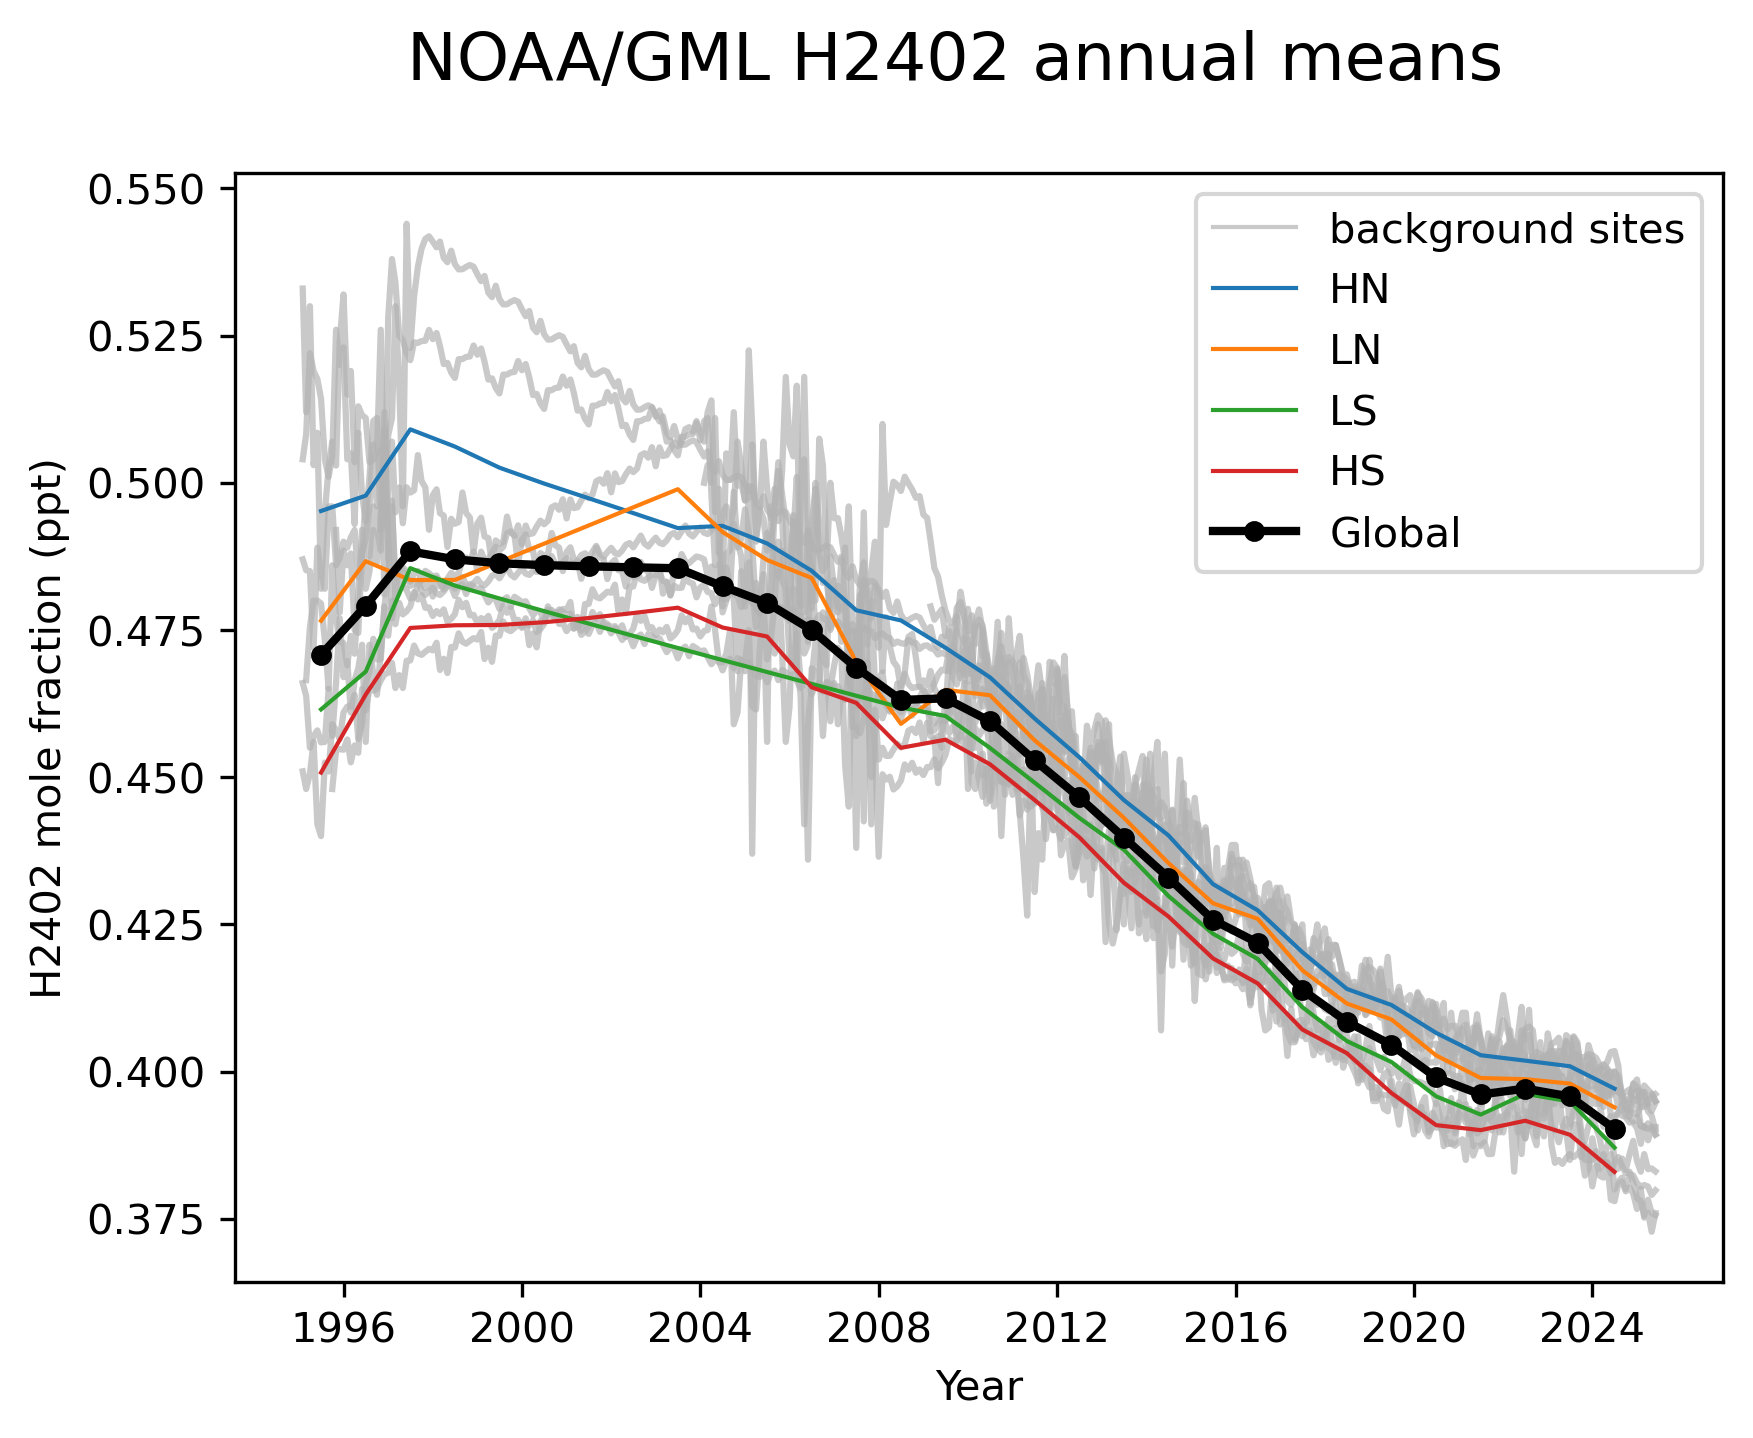 NOAA/GML H2402 annual means
H2402 mole fraction (ppt)
0.550
0.525
0.500
0.475
0.450
0.425
0.400
0.375
background sites
HN
LN
LS
HS
Global
1996 2000 2004 2008 2012 2016 2020 2024
Year